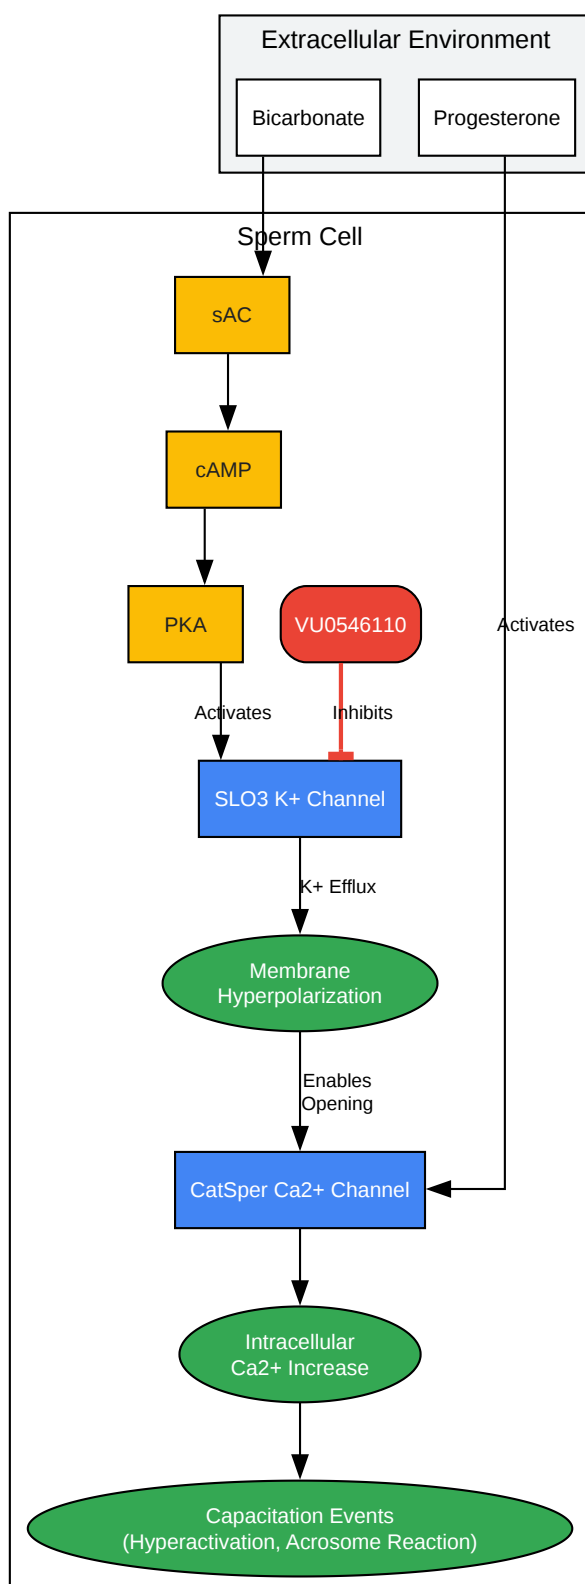 Extracellular Environment
Bicarbonate
Progesterone
Sperm Cell
sAC
cAMP
PKA
VU0546110
Activates
Activates
Inhibits
SLO3 K+ Channel
K+ Efflux
Membrane
Hyperpolarization
Enables
Opening
CatSper Ca2+ Channel
Intracellular
Ca2+ Increase
Capacitation Events
(Hyperactivation, Acrosome Reaction)